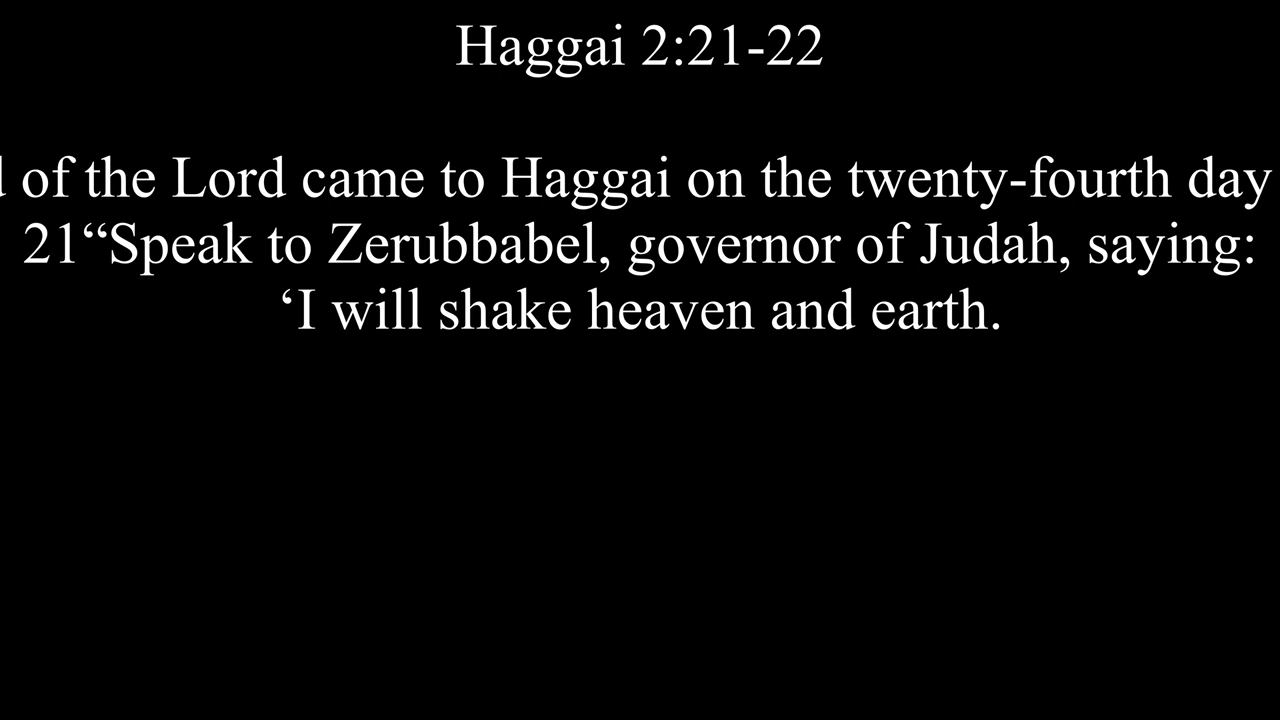 Haggai 2:21-22
of the Lord came to Haggai on the twenty-fourth day
21“Speak to Zerubbabel, governor of Judah, saying:
‘I will shake heaven and earth.